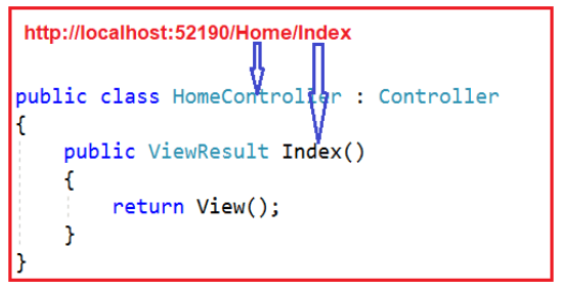 http://localhost:52190/Home/Index
public class HomeController : Controller
{
public ViewResult Index()
{
return View();
}
}